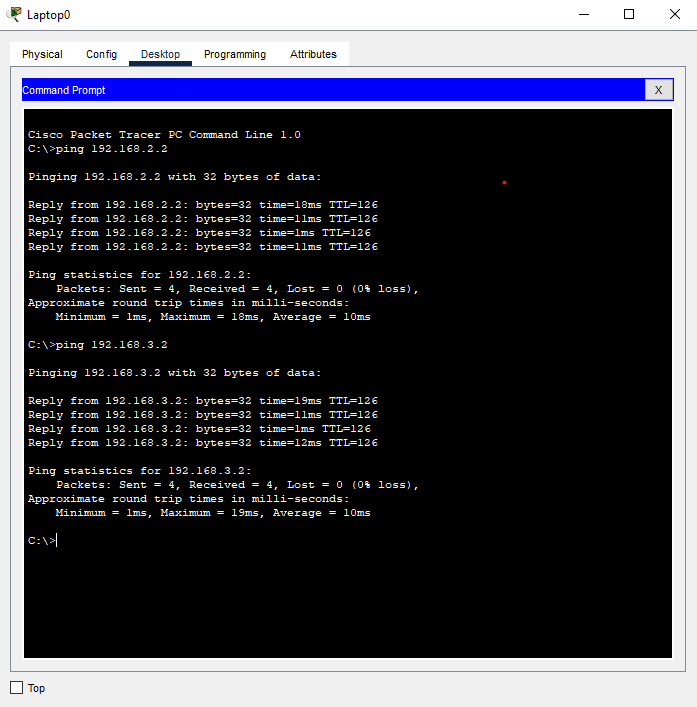 Laptop0
Physical Config Desktop Programming Attributes
Command Prompt X
Cisco Packet Tracer PC Command Line 1.0
C:\>ping 192.168.2.2
Pinging 192.168.2.2 with 32 bytes of data:
Reply from 192.168.2.2: bytes=32 time=18ms TTL=126
Reply from 192.168.2.2: bytes=32 time=11ms TTL=126
Reply from 192.168.2.2: bytes=32 time=1ms TTL=126
Reply from 192.168.2.2: bytes=32 time=11ms TTL=126
Ping statistics for 192.168.2.2:
Packets: Sent = 4, Received = 4, Lost = 0 (0% loss),
Approximate round trip times in milli-seconds:
Minimum = 1ms, Maximum = 18ms, Average = 10ms
C:\>ping 192.168.3.2
Pinging 192.168.3.2 with 32 bytes of data:
Reply from 192.168.3.2: bytes=32 time=19ms TTL=126
Reply from 192.168.3.2: bytes=32 time=11ms TTL=126
Reply from 192.168.3.2: bytes=32 time=1ms TTL=126
Reply from 192.168.3.2: bytes=32 time=12ms TTL=126
Ping statistics for 192.168.3.2:
Packets: Sent = 4, Received = 4, Lost = 0 (0% loss),
Approximate round trip times in milli-seconds:
Minimum = 1ms, Maximum = 19ms, Average = 10ms
C:\>
Top